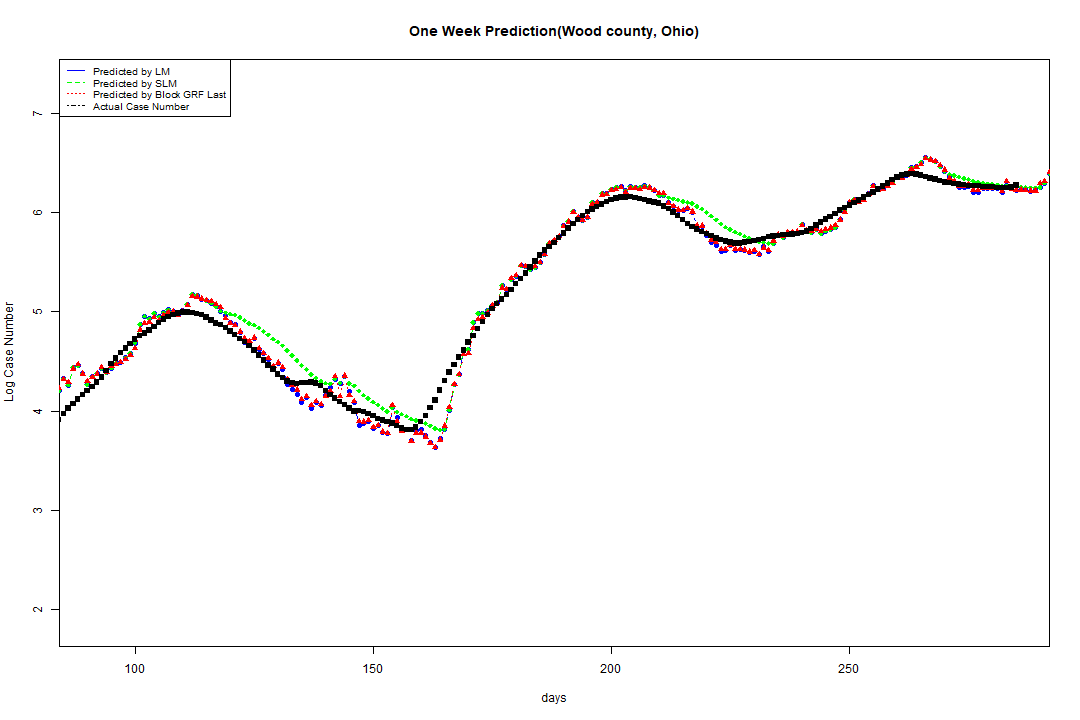 One Week Prediction(Wood county, Ohio)
Predicted by LM
Predicted by SLM
Predicted by Block GRF Last
Actual Case Number
7
6
5
4
3
2
Log Case Number
100 150 200 250
days